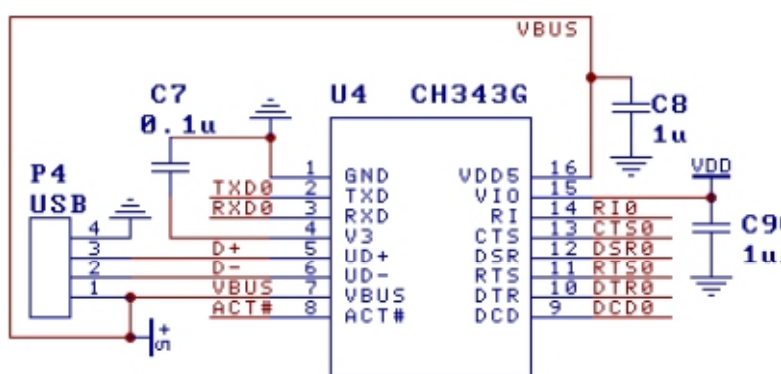 VBUS
C7
0.1u
U4 CH343G
C8
1u
P4
USB
VDD
1 GND VDD5 16
TXD0 2 TXD VIO 15
RXD0 3 RXD RI 14 RI0
4 V3 CTS 13 CTS0
4
3 D+ 5 UD+ DSR 12 DSR0
2 D- 6 UD- RTS 11 RTS0
1 VBUS 7 VBUS DTR 10 DTR0
ACT# 8 ACT# DCD 9 DCD0
+5